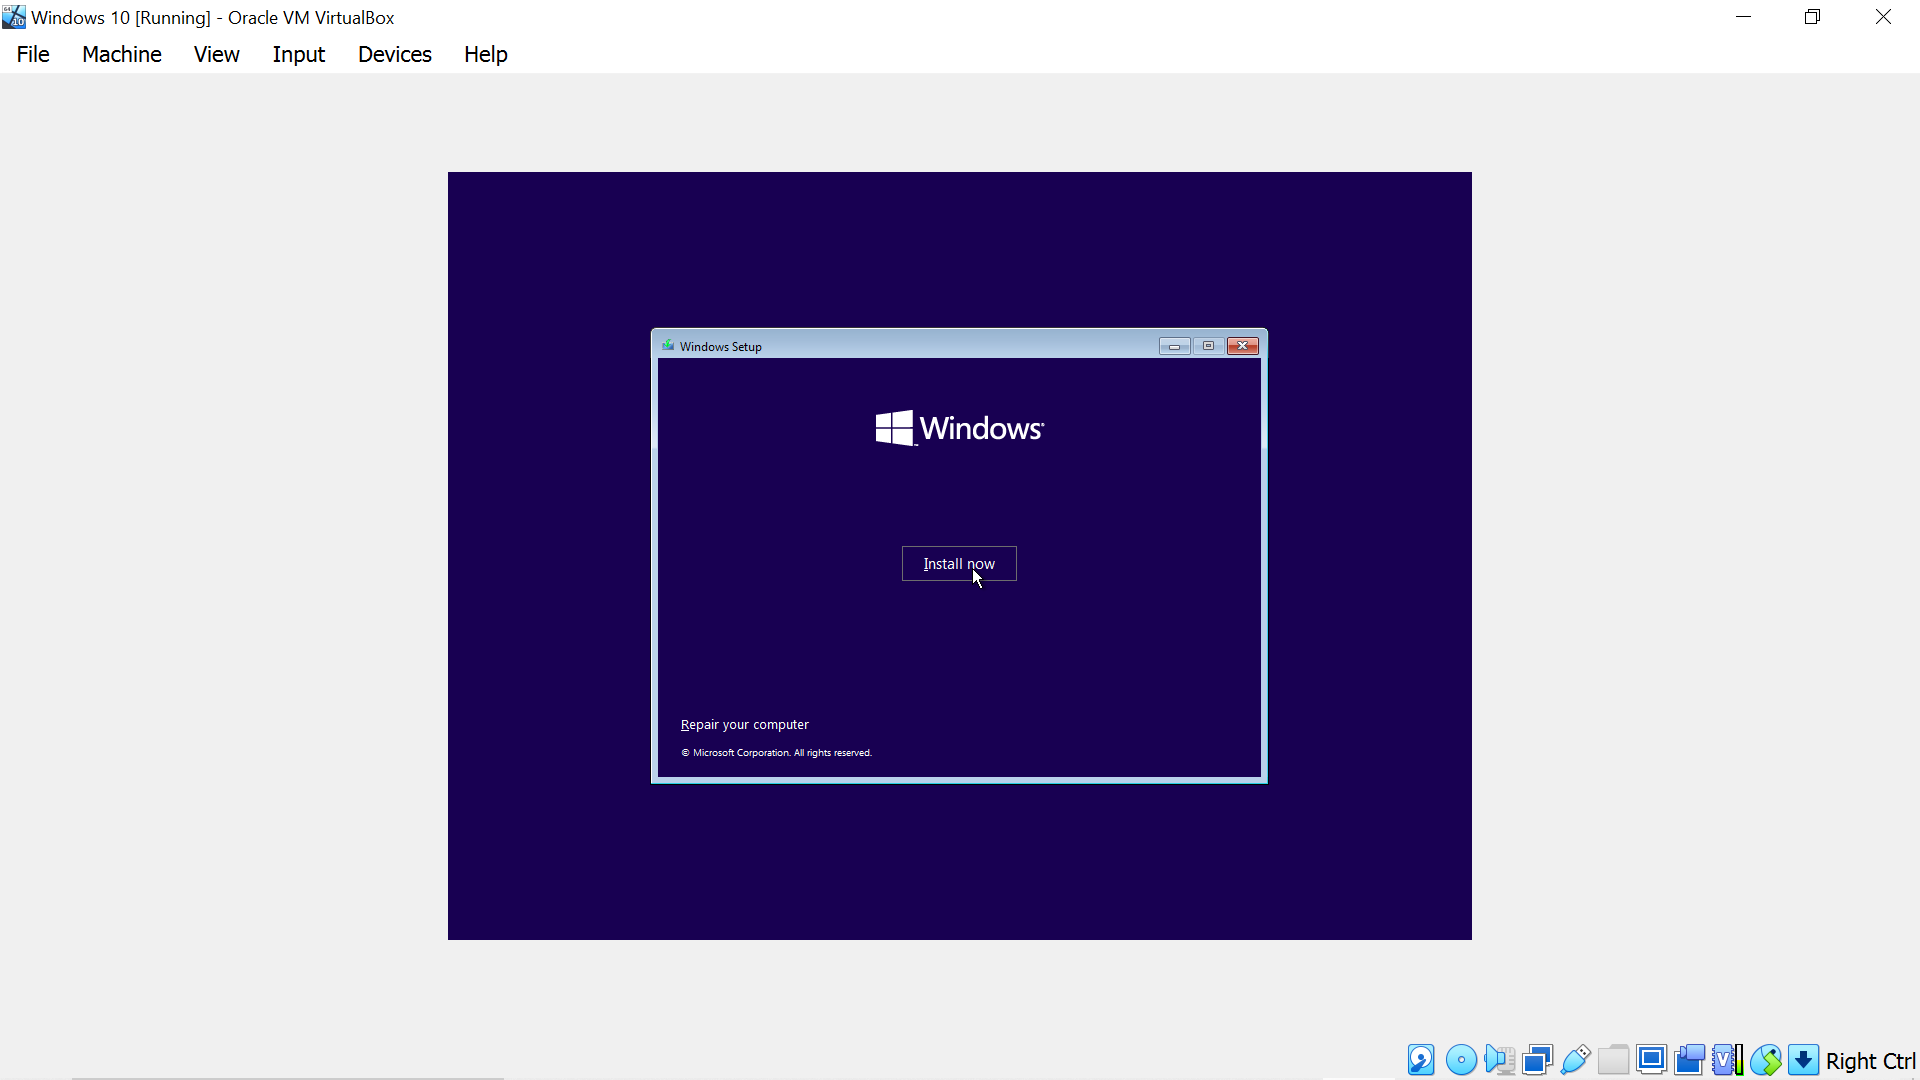 Windows 10 [Running] - Oracle VM VirtualBox
File Machine View Input Devices Help
Windows Setup
Windows
Install now
Repair your computer
© Microsoft Corporation. All rights reserved.
Right Ctrl